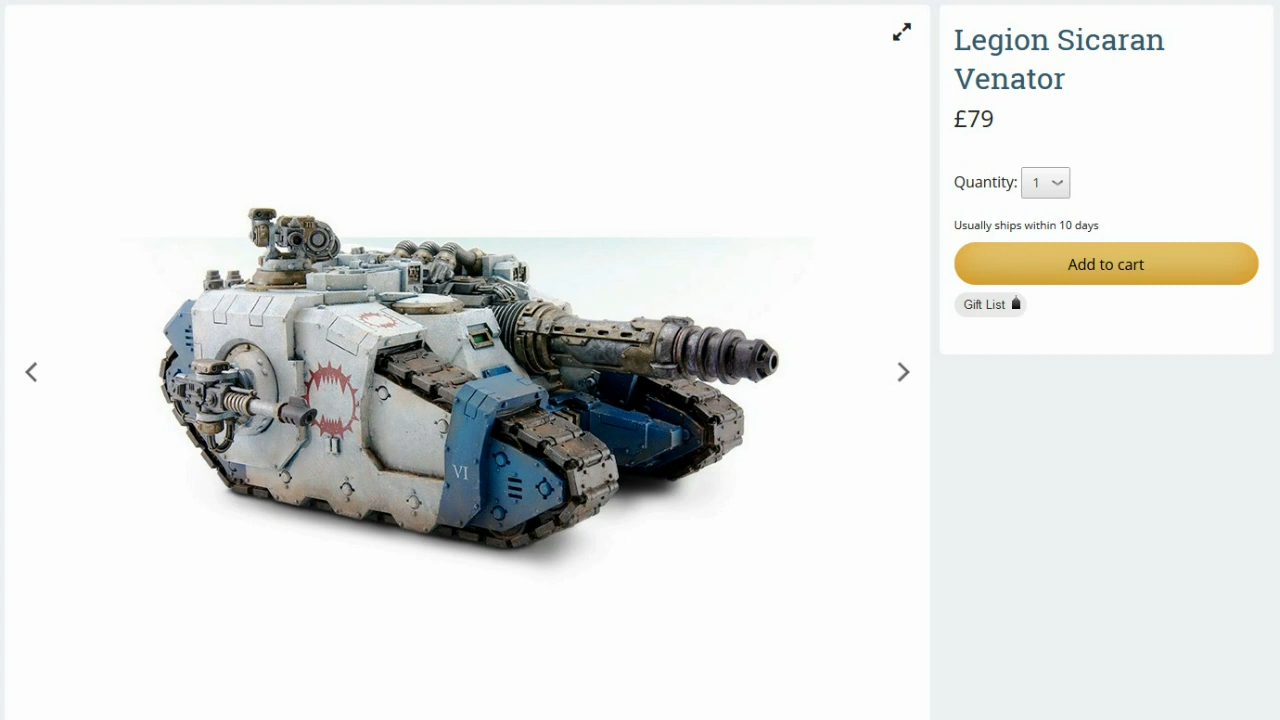 Legion Sicaran
Venator
£79
Quantity: 1
Usually ships within 10 days
Add to cart
Gift List
VI